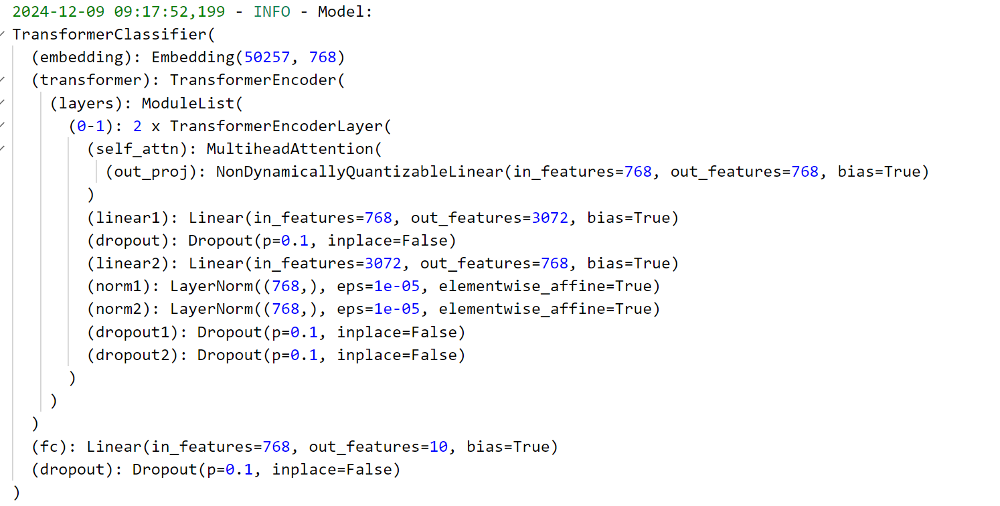 2024-12-09 09:17:52,199 - INFO - Model:
TransformerClassifier(
  (embedding): Embedding(50257, 768)
  (transformer): TransformerEncoder(
    (layers): ModuleList(
      (0-1): 2 x TransformerEncoderLayer(
        (self_attn): MultiheadAttention(
          (out_proj): NonDynamicallyQuantizableLinear(in_features=768, out_features=768, bias=True)
        )
        (linear1): Linear(in_features=768, out_features=3072, bias=True)
        (dropout): Dropout(p=0.1, inplace=False)
        (linear2): Linear(in_features=3072, out_features=768, bias=True)
        (norm1): LayerNorm((768,), eps=1e-05, elementwise_affine=True)
        (norm2): LayerNorm((768,), eps=1e-05, elementwise_affine=True)
        (dropout1): Dropout(p=0.1, inplace=False)
        (dropout2): Dropout(p=0.1, inplace=False)
      )
    )
  )
  (fc): Linear(in_features=768, out_features=10, bias=True)
  (dropout): Dropout(p=0.1, inplace=False)
)